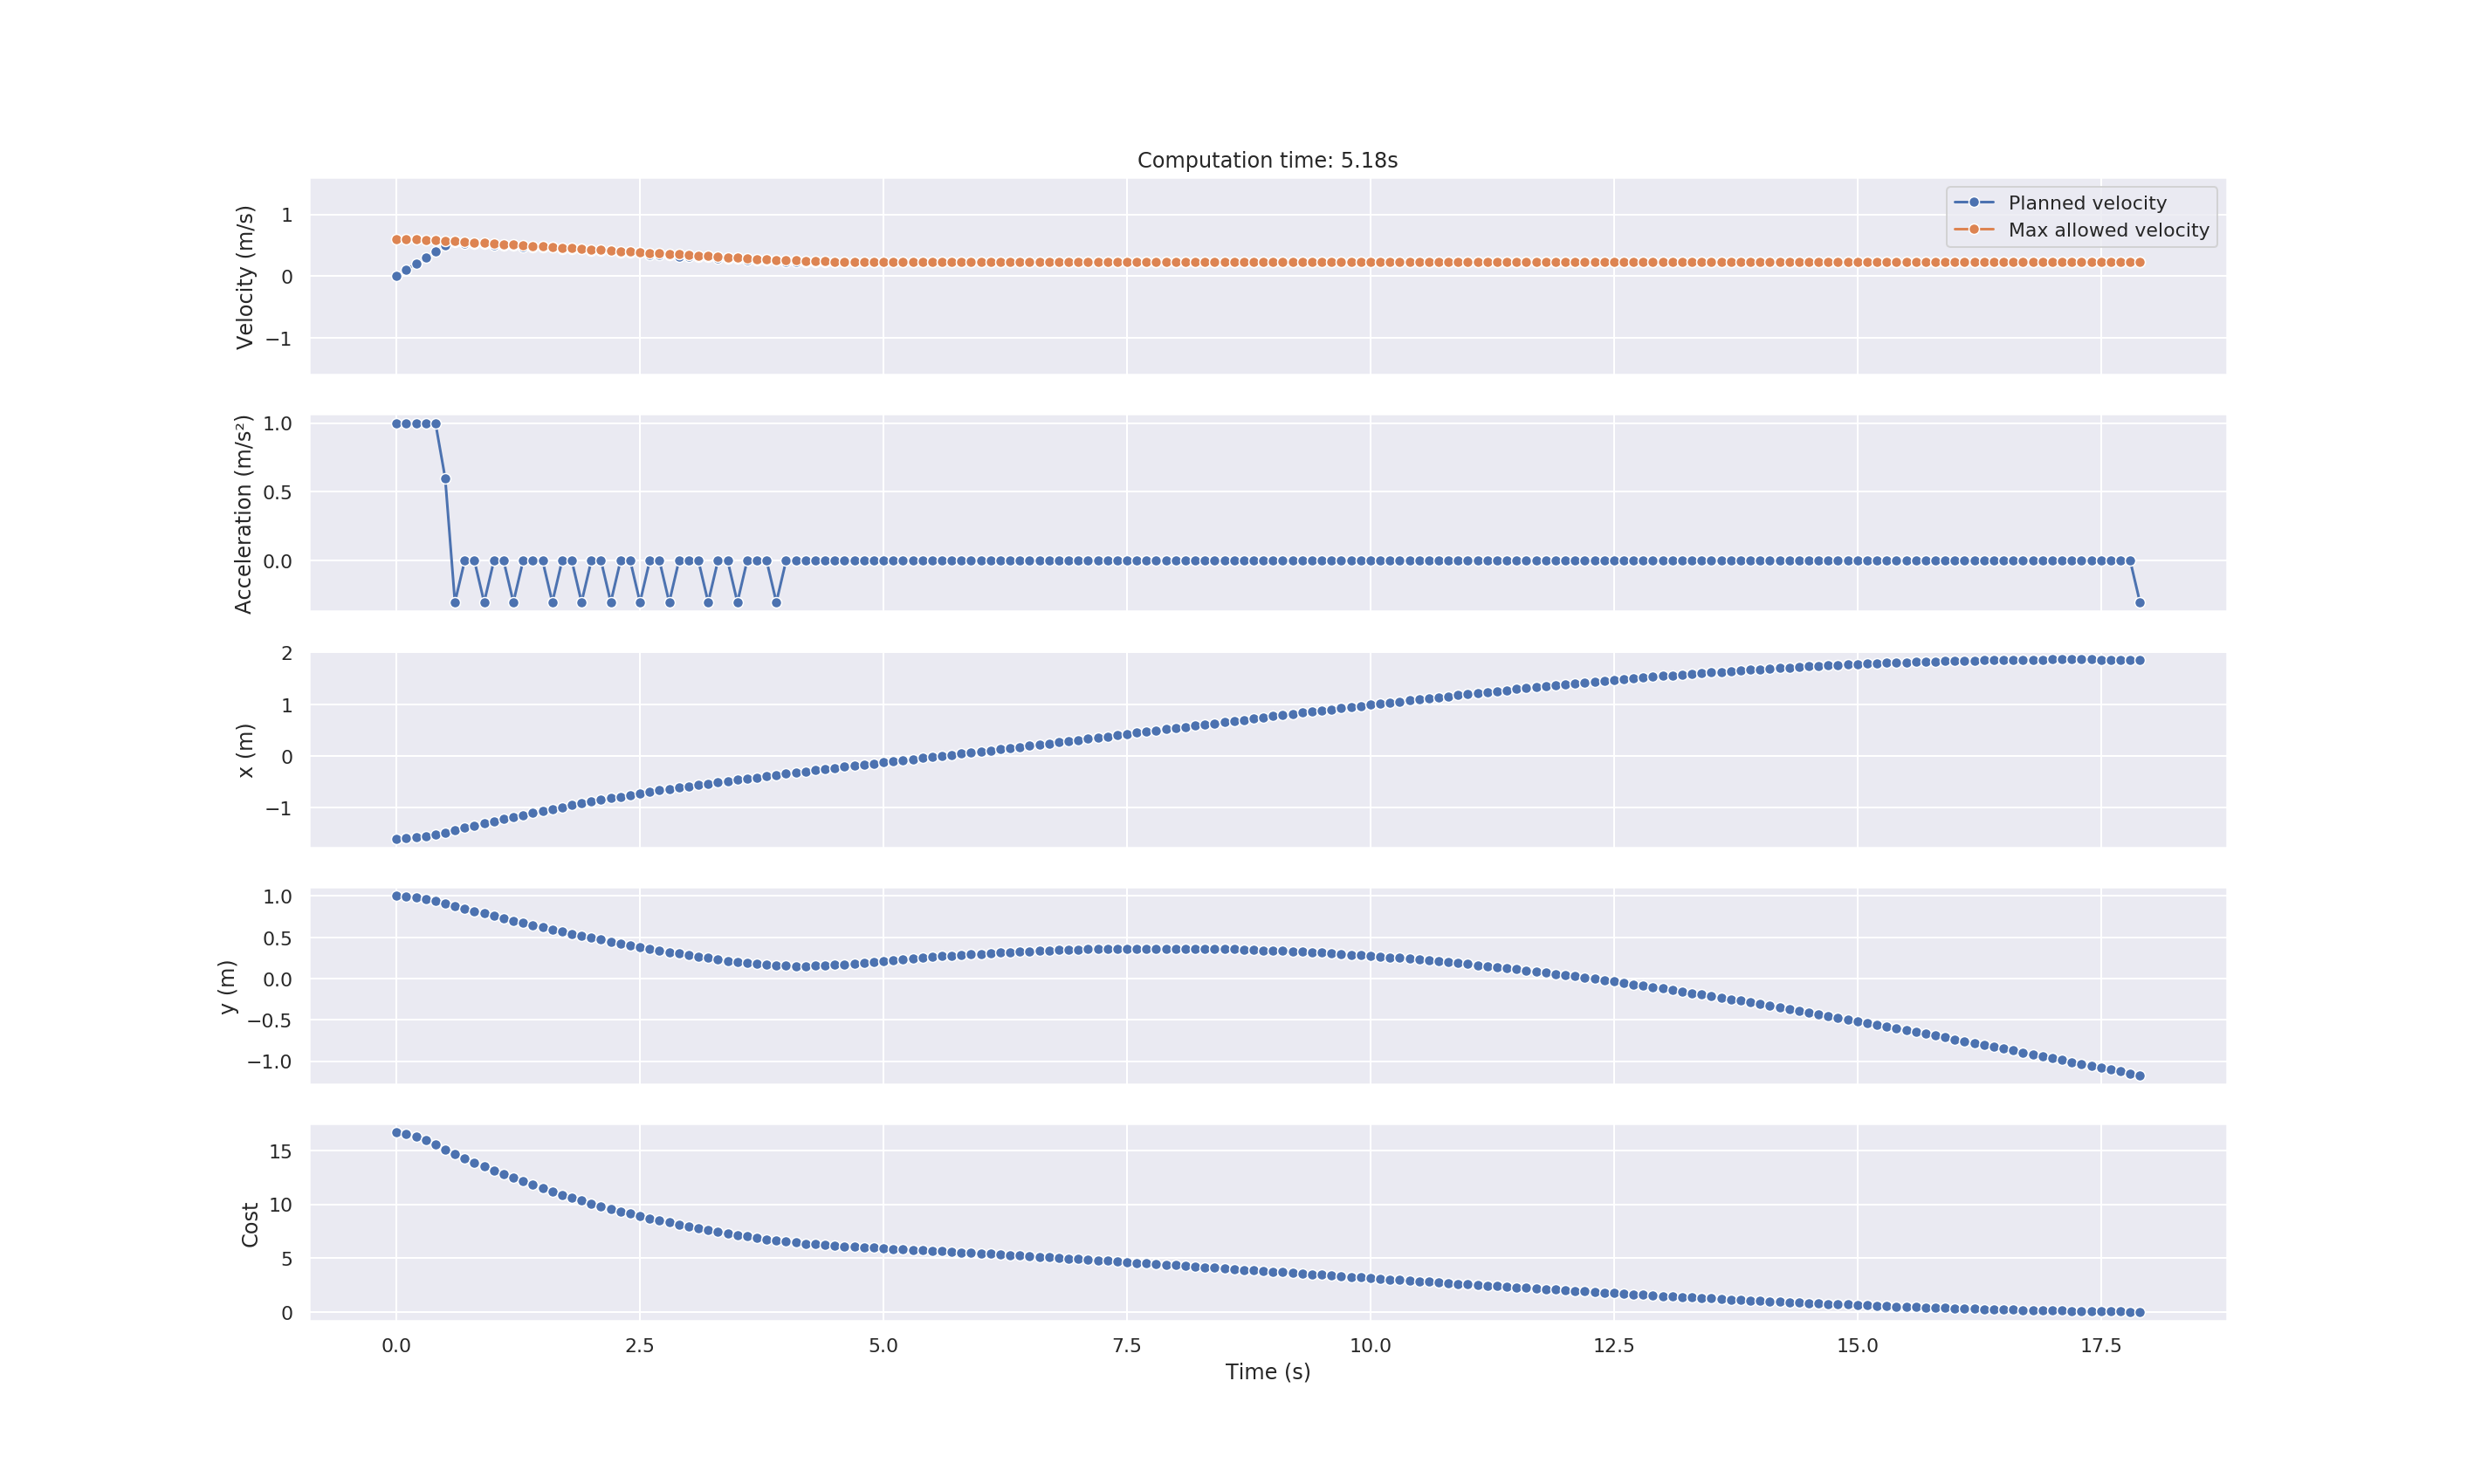 Computation time: 5.18s
Velocity (m/s)
1
0
−1
Planned velocity
Max allowed velocity
Acceleration (m/s²)
1.0
0.5
0.0
x (m)
2
1
0
−1
y (m)
1.0
0.5
0.0
−0.5
−1.0
Cost
15
10
5
0
0.0 2.5 5.0 7.5 10.0 12.5 15.0 17.5
Time (s)